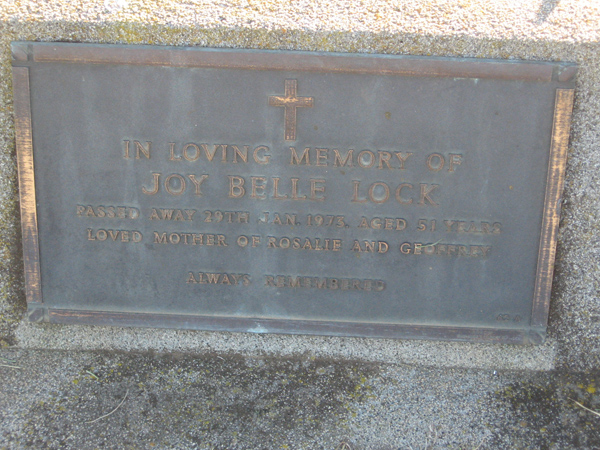 IN LOVING MEMORY OF
JOY BELLE LOCK
PASSED AWAY 29TH JAN. 1973, AGED 51 YEARS
LOVED MOTHER OF ROSALIE AND GEOFFREY
ALWAYS REMEMBERED